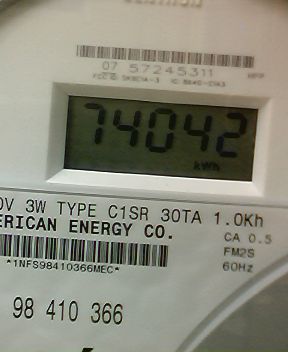 07 57245311
74042
kWh
0V 3W TYPE C1SR 30TA 1.0Kh
ERICAN ENERGY CO.
CA 0.5
FM2S
60Hz
*1NFS98410366MEC*
98 410 366